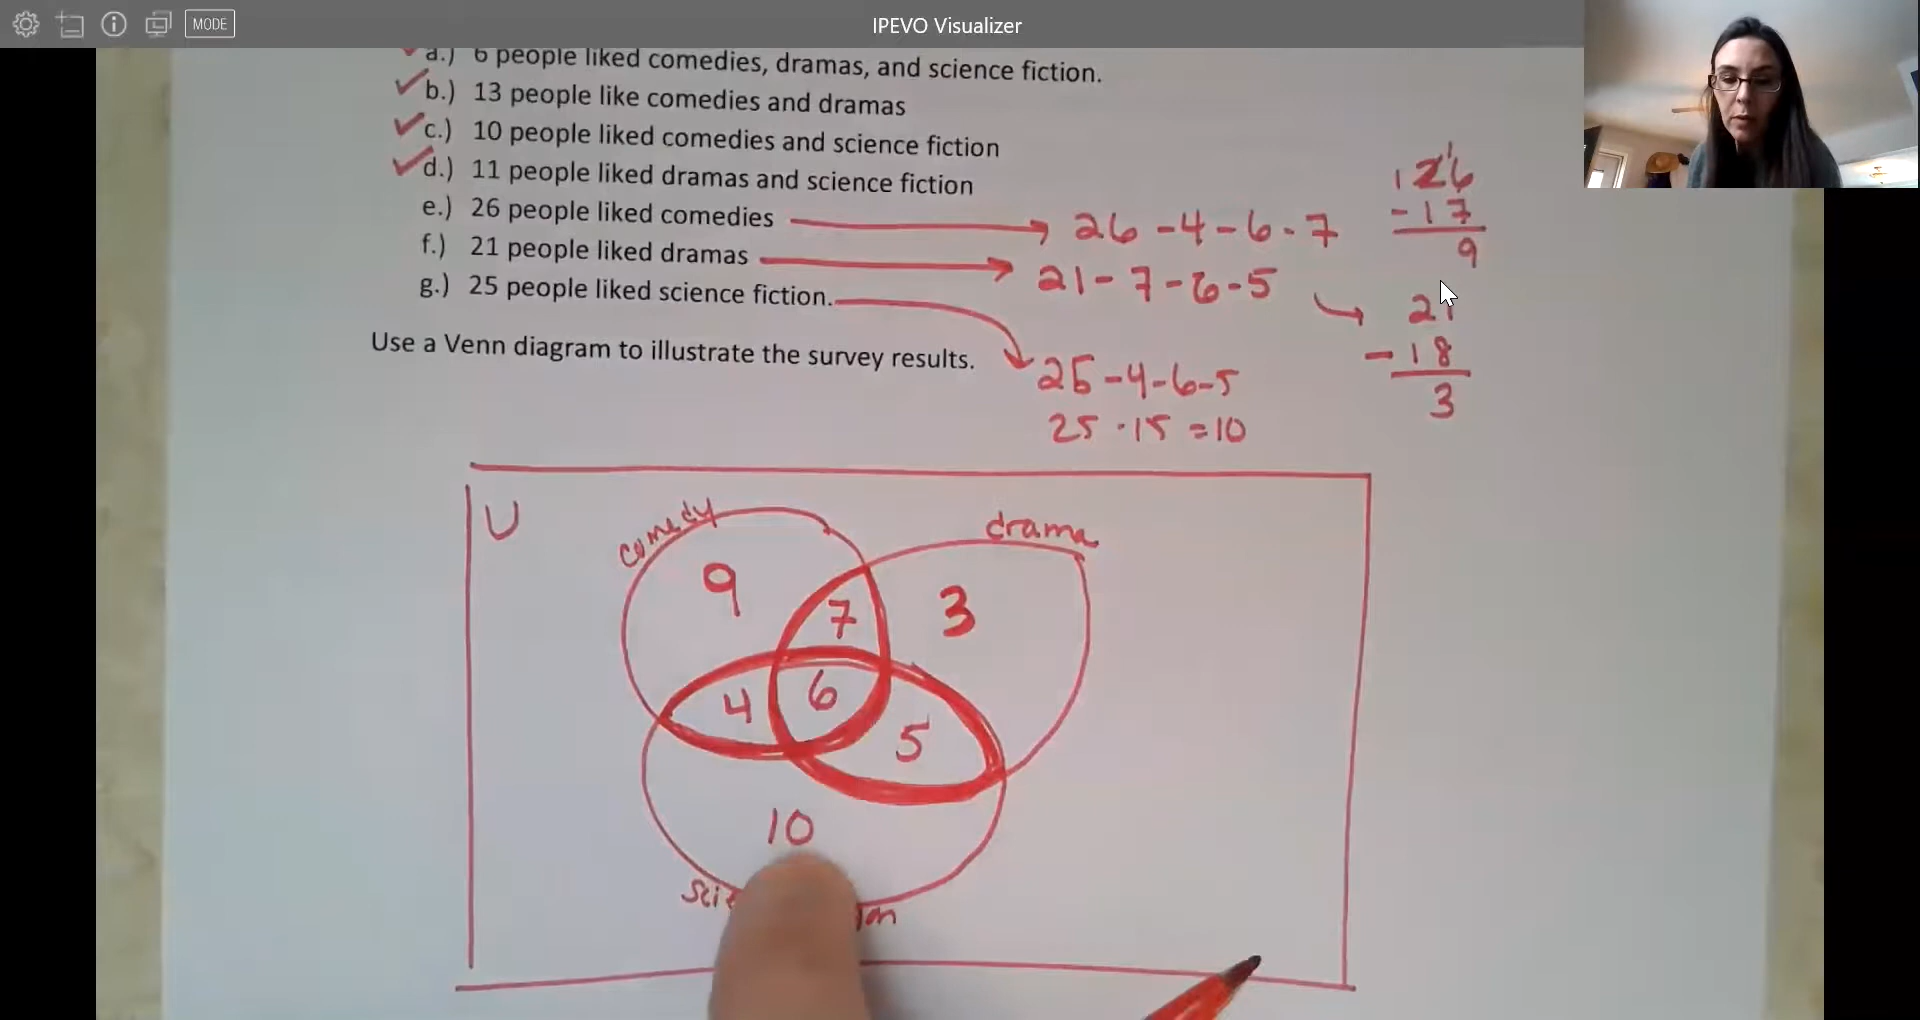 MODE
IPEVO Visualizer
a.) 6 people liked comedies, dramas, and science fiction.
b.) 13 people like comedies and dramas
c.) 10 people liked comedies and science fiction
d.) 11 people liked dramas and science fiction
e.) 26 people liked comedies
f.) 21 people liked dramas
g.) 25 people liked science fiction.
Use a Venn diagram to illustrate the survey results.
26 - 4 - 6 - 7
21 - 7 - 6 - 5
25 - 4 - 6 - 5
25 - 15 = 10
1
1 26
- 17
9
21
- 18
3
U
comedy
drama
9
7
3
4
6
5
10